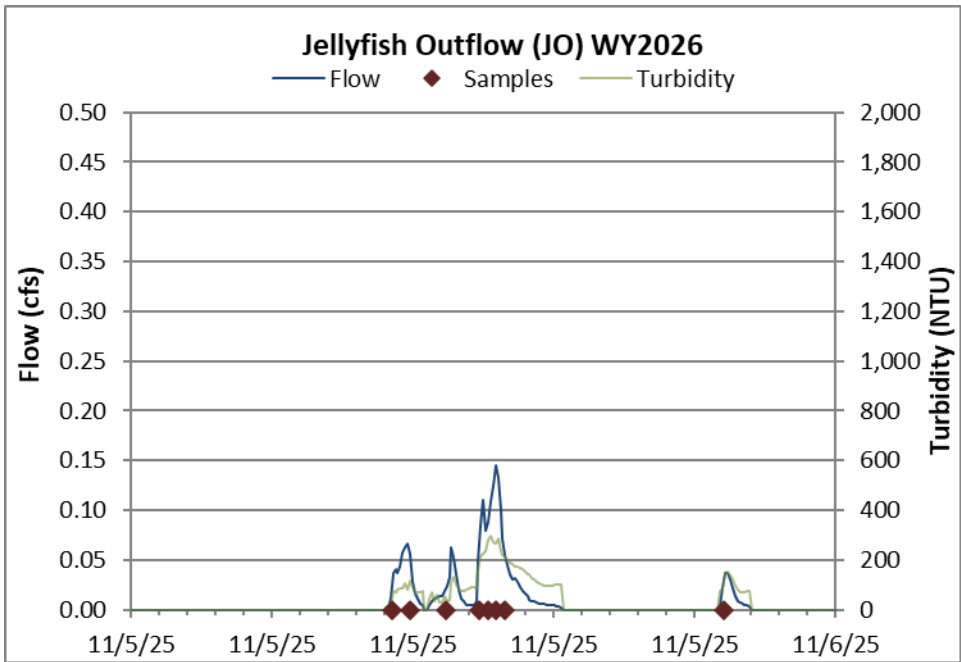 Jellyfish Outflow (JO) WY2026
Flow Samples Turbidity
0.50 2,000
0.45 1,800
0.40 1,600
0.35 1,400
0.30 1,200
0.25 1,000
0.20 800
0.15 600
0.10 400
0.05 200
0.00 0
Flow (cfs)
Turbidity (NTU)
11/5/25 11/5/25 11/5/25 11/5/25 11/5/25 11/6/25